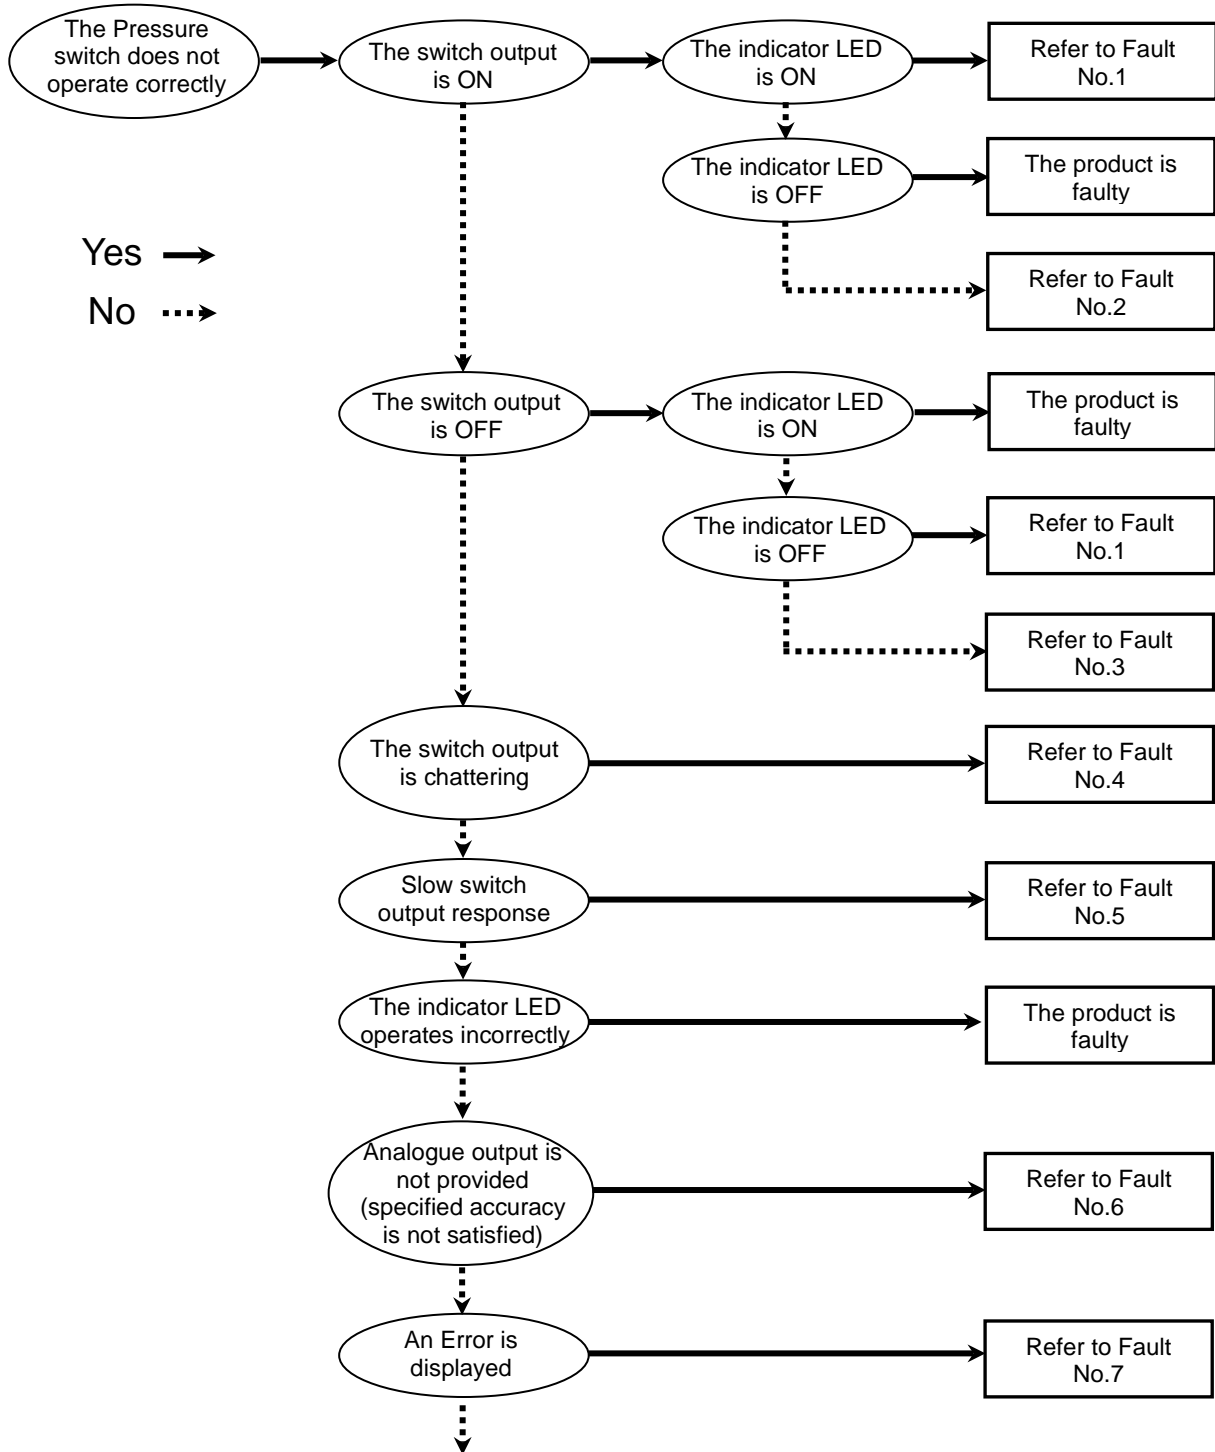 The Pressure
switch does not
operate correctly
The switch output
is ON
The indicator LED
is ON
Refer to Fault
No.1
The indicator LED
is OFF
The product is
faulty
Yes
No
Refer to Fault
No.2
The switch output
is OFF
The indicator LED
is ON
The product is
faulty
The indicator LED
is OFF
Refer to Fault
No.1
Refer to Fault
No.3
The switch output
is chattering
Refer to Fault
No.4
Slow switch
output response
Refer to Fault
No.5
The indicator LED
operates incorrectly
The product is
faulty
Analogue output is
not provided
(specified accuracy
is not satisfied)
Refer to Fault
No.6
An Error is
displayed
Refer to Fault
No.7